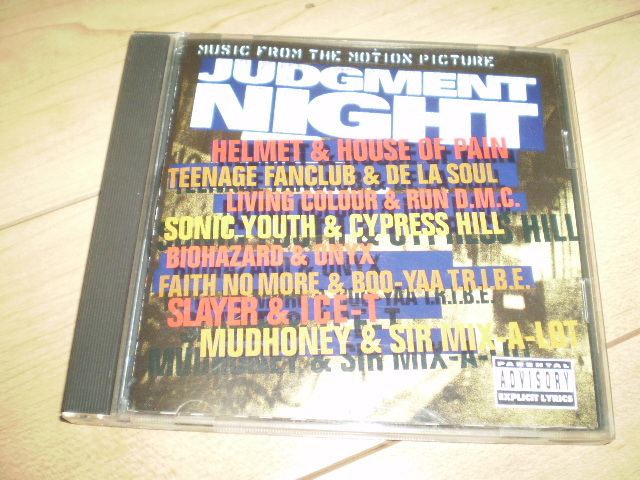 MUSIC FROM THE MOTION PICTURE
JUDGMENT
NIGHT
HELMET & HOUSE OF PAIN
TEENAGE FANCLUB & DE LA SOUL
LIVING COLOUR & RUN D.M.C.
SONIC YOUTH & CYPRESS HILL
BIOHAZARD & ONYX
FAITH NO MORE & BOO-YAA T.R.I.B.E.
SLAYER & ICE-T
MUDHONEY & SIR MIX-A-LOT
PARENTAL
ADVISORY
EXPLICIT LYRICS